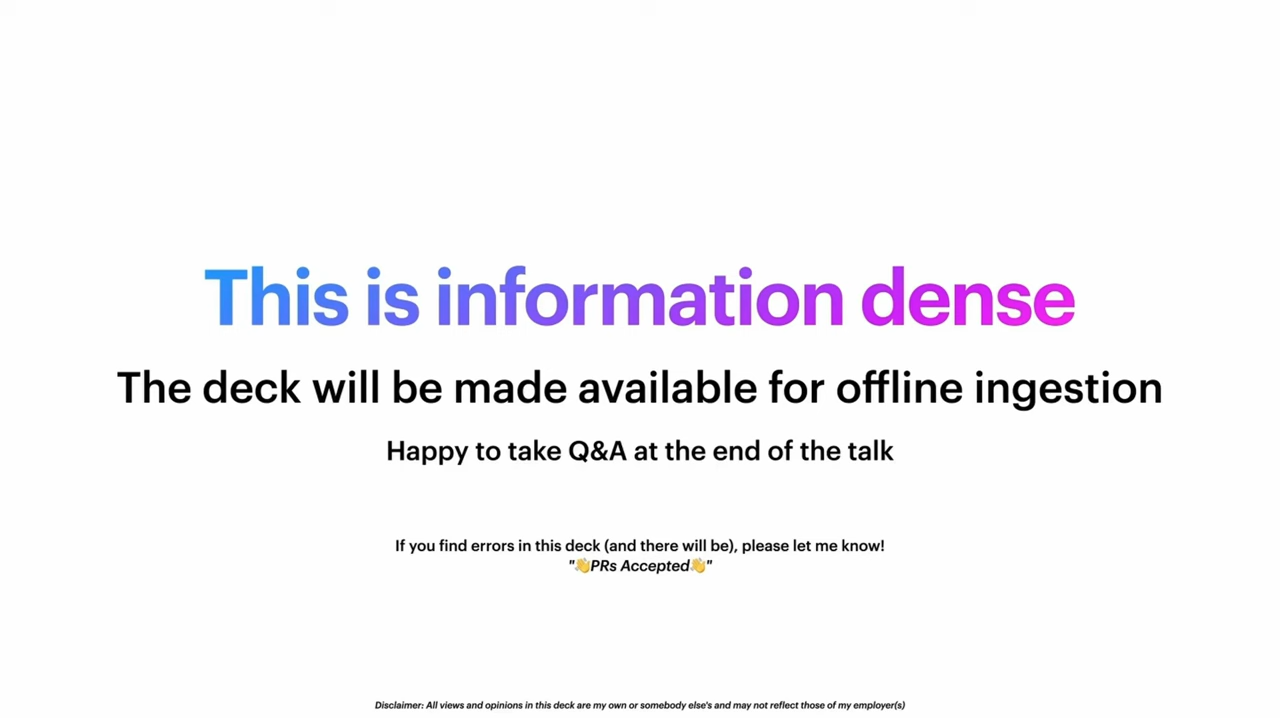 This is information dense
The deck will be made available for offline ingestion
Happy to take Q&A at the end of the talk
If you find errors in this deck (and there will be), please let me know!
"👏PRs Accepted👏"
Disclaimer: All views and opinions in this deck are my own or somebody else's and may not reflect those of my employer(s)